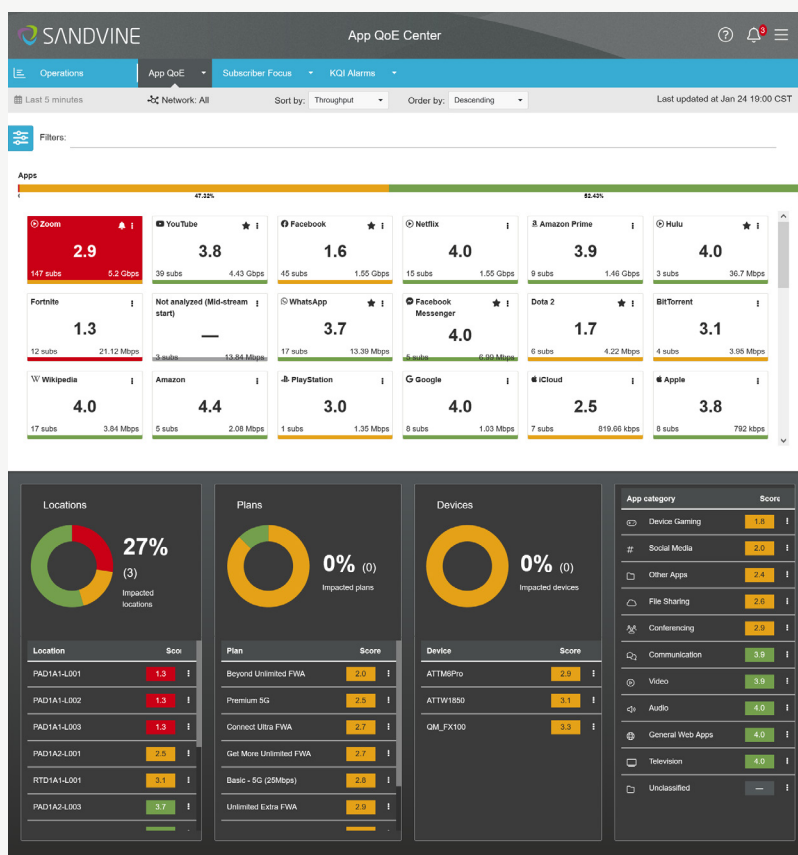 SANDVINE
App QoE Center
3
Operations
App QoE
Subscriber Focus
KQI Alarms
Last 5 minutes
Network: All
Sort by: Throughput
Order by: Descending
Last updated at Jan 24 19:00 CST
Filters:
Apps
47.32%
52.43%
Zoom
2.9
147 subs 5.2 Gbps
YouTube
3.8
39 subs 4.43 Gbps
Facebook
1.6
45 subs 1.55 Gbps
Netflix
4.0
15 subs 1.55 Gbps
Amazon Prime
3.9
9 subs 1.46 Gbps
Hulu
4.0
3 subs 36.7 Mbps
Fortnite
1.3
12 subs 21.12 Mbps
Not analyzed (Mid-stream
start)
—
3 subs 13.84 Mbps
WhatsApp
3.7
17 subs 13.39 Mbps
Facebook
Messenger
4.0
5 subs 6.99 Mbps
Dota 2
1.7
6 subs 4.22 Mbps
BitTorrent
3.1
4 subs 3.95 Mbps
Wikipedia
4.0
17 subs 3.84 Mbps
Amazon
4.4
5 subs 2.08 Mbps
PlayStation
3.0
1 subs 1.35 Mbps
Google
4.0
8 subs 1.03 Mbps
iCloud
2.5
7 subs 819.66 kbps
Apple
3.8
8 subs 792 kbps
Locations
27%
(3)
Impacted
locations
Location Scor
PAD1A1-L001 1.3
PAD1A1-L002 1.3
PAD1A1-L003 1.3
PAD1A2-L001 2.5
RTD1A1-L001 3.1
PAD1A2-L003 3.7
Plans
0% (0)
Impacted plans
Plan Score
Beyond Unlimited FWA 2.0
Premium 5G 2.5
Connect Ultra FWA 2.7
Get More Unlimited FWA 2.7
Basic - 5G (25Mbps) 2.8
Unlimited Extra FWA 2.9
Devices
0% (0)
Impacted devices
Device Score
ATTM6Pro 2.9
ATTW1850 3.1
QM_FX100 3.3
App category Score
Device Gaming 1.8
Social Media 2.0
Other Apps 2.4
File Sharing 2.6
Conferencing 2.9
Communication 3.9
Video 3.9
Audio 4.0
General Web Apps 4.0
Television 4.0
Unclassified —